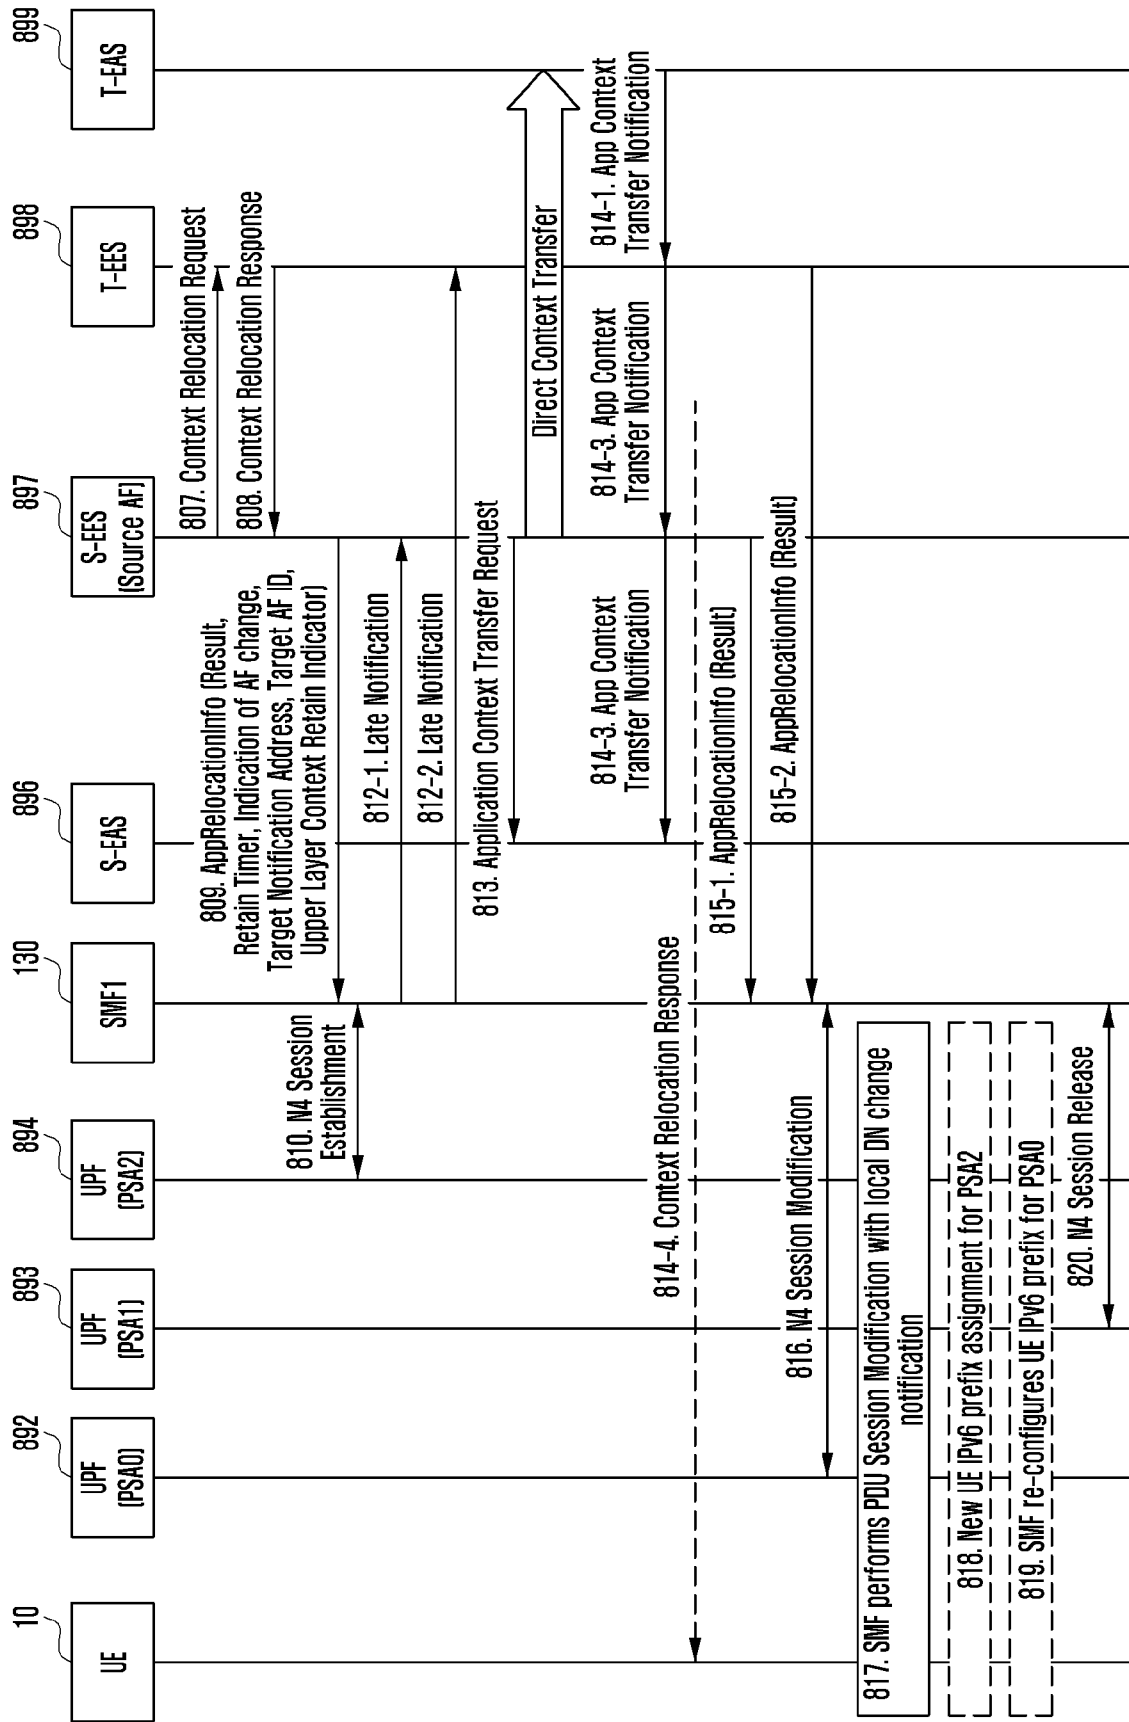 10
892
893
894
130
896
897
898
899
UE
UPF
(PSA0)
UPF
(PSA1)
UPF
(PSA2)
SMF1
S-EAS
S-EES
(Source AF)
T-EES
T-EAS
807. Context Relocation Request
808. Context Relocation Response
809. AppRelocationInfo (Result,
Retain Timer, Indication of AF change,
Target Notification Address, Target AF ID,
Upper Layer Context Retain Indicator)
810. N4 Session
Establishment
812-1. Late Notification
812-2. Late Notification
813. Application Context Transfer Request
Direct Context Transfer
814-1. App Context
Transfer Notification
814-3. App Context
Transfer Notification
814-3. App Context
Transfer Notification
814-4. Context Relocation Response
815-1. AppRelocationInfo (Result)
815-2. AppRelocationInfo (Result)
816. N4 Session Modification
817. SMF performs PDU Session Modification with local DN change
notification
818. New UE IPv6 prefix assignment for PSA2
819. SMF re-configures UE IPv6 prefix for PSA0
820. N4 Session Release